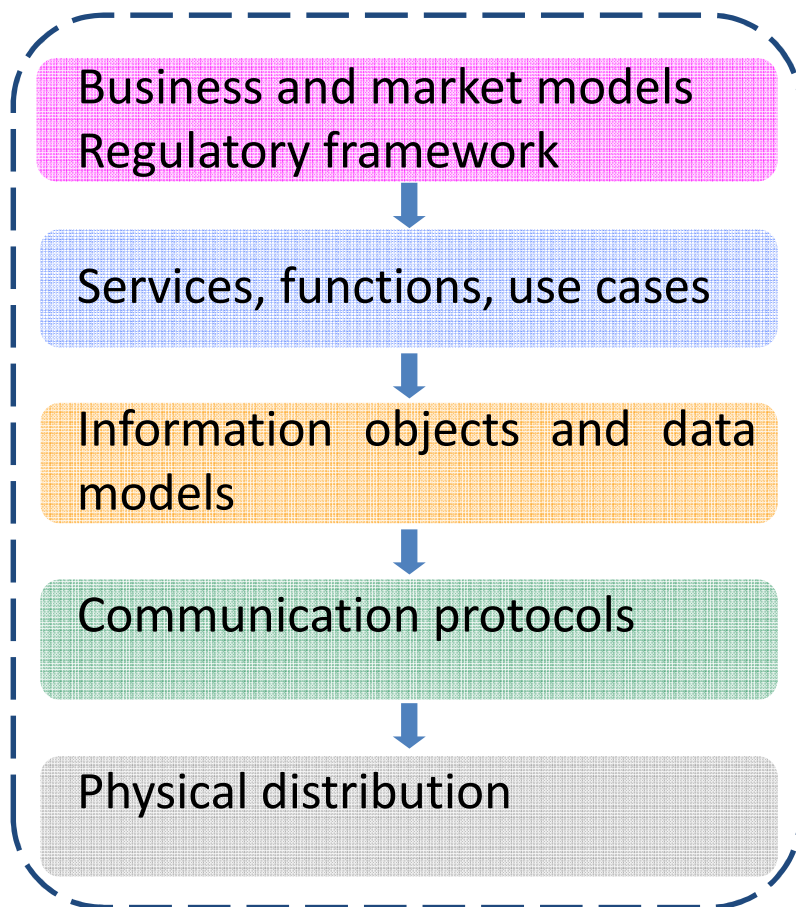 Business and market models
Regulatory framework
Services, functions, use cases
Information objects and data
models
Communication protocols
Physical distribution